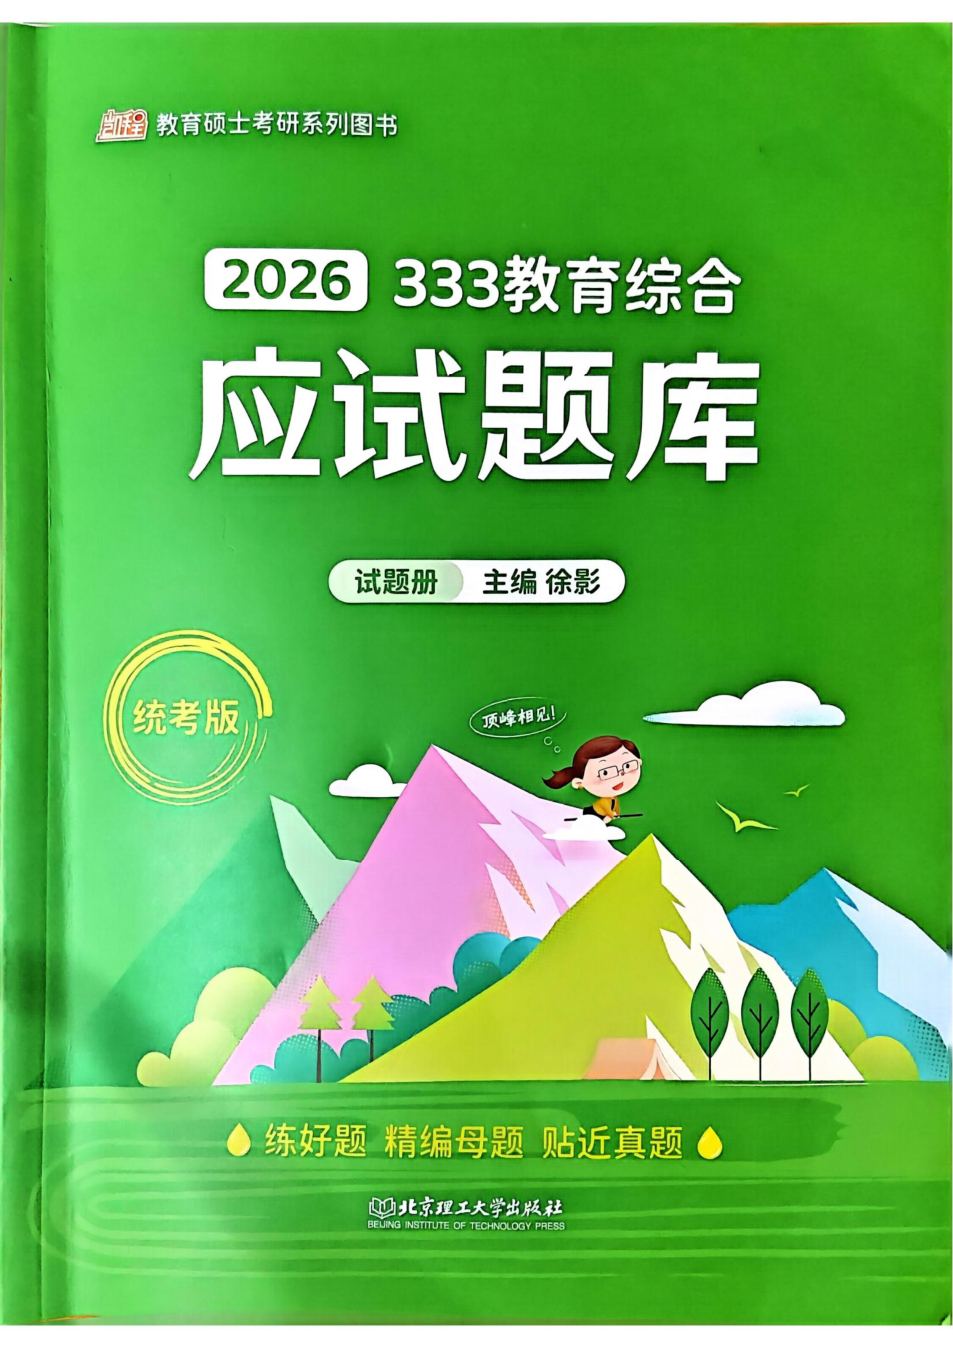 凯程 教育硕士考研系列图书
2026 333教育综合
应试题库
试题册 主编 徐影
统考版
顶峰相见!
练好题 精编母题 贴近真题
北京理工大学出版社
BEIJING INSTITUTE OF TECHNOLOGY PRESS